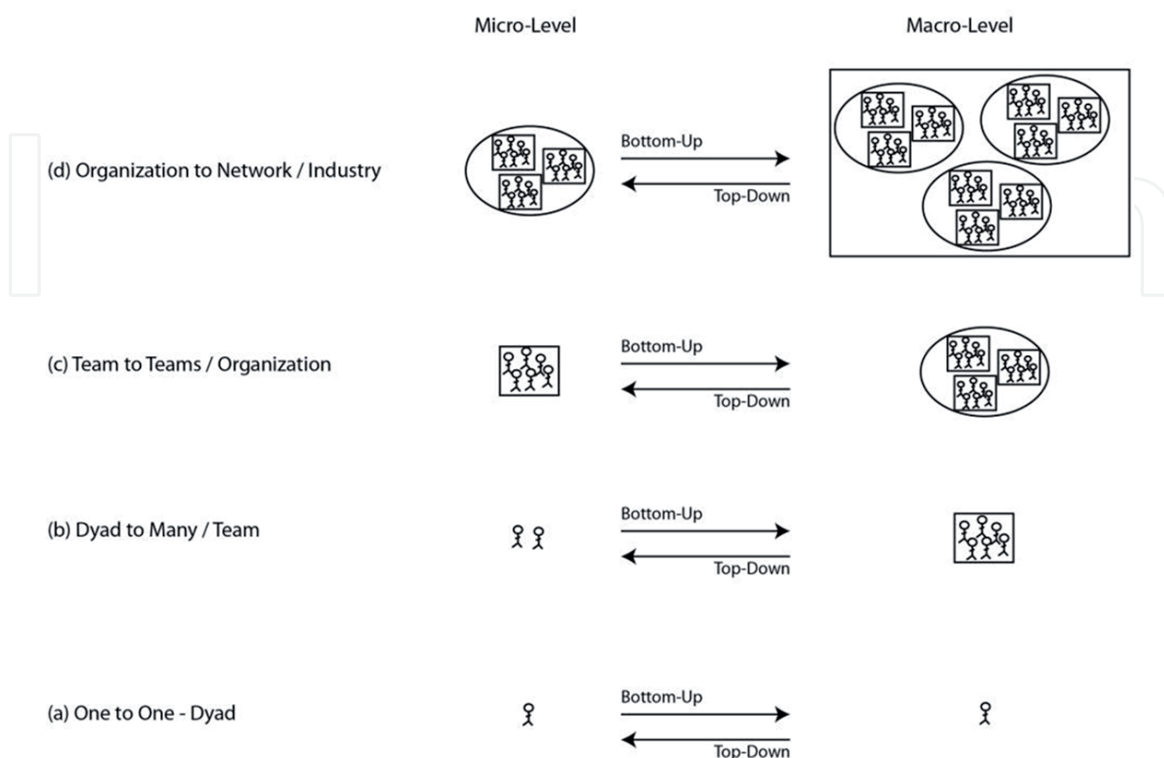 Micro-Level
Macro-Level
(d) Organization to Network / Industry
Bottom-Up
Top-Down
(c) Team to Teams / Organization
Bottom-Up
Top-Down
(b) Dyad to Many / Team
Bottom-Up
Top-Down
(a) One to One - Dyad
Bottom-Up
Top-Down